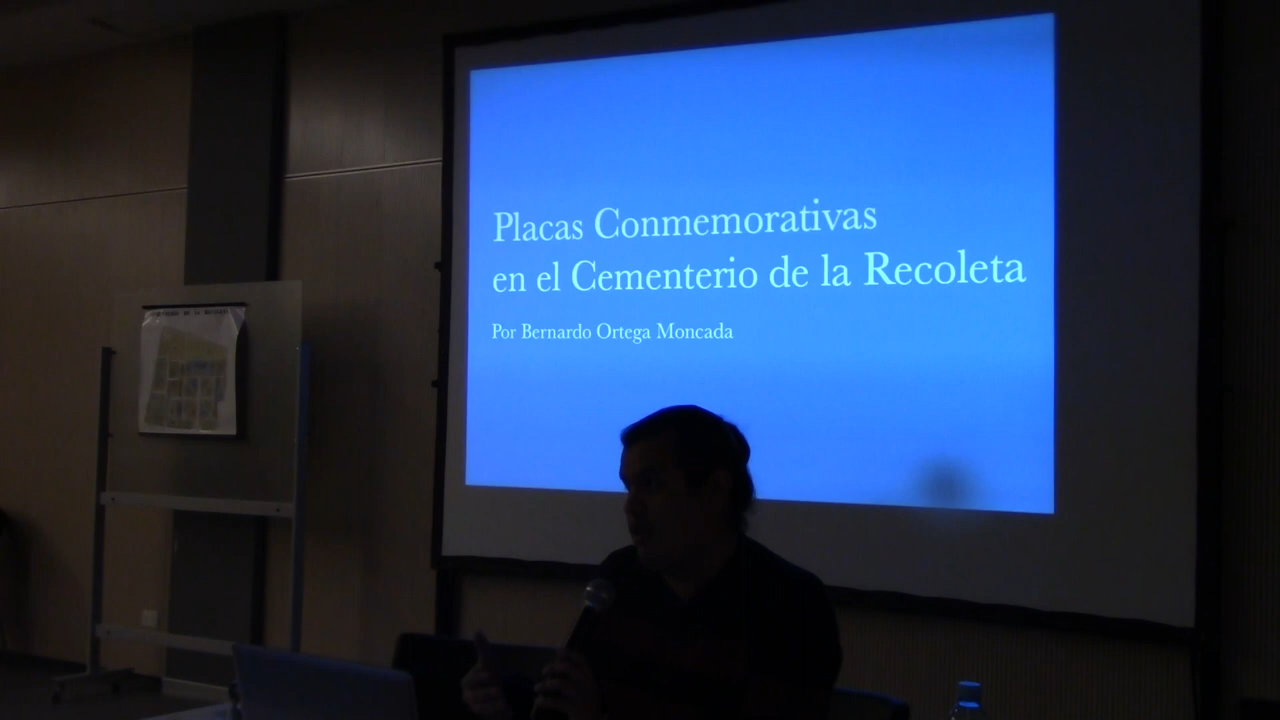 Placas Conmemorativas
en el Cementerio de la Recoleta
Por Bernardo Ortega Moncada